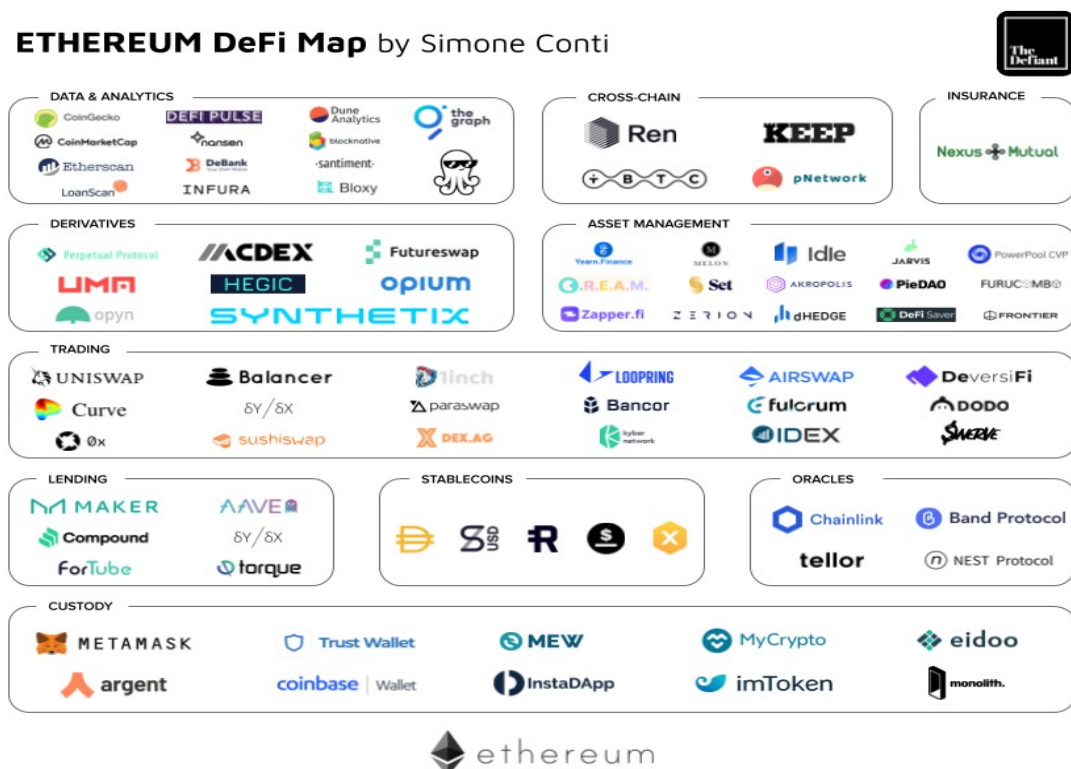 ETHEREUM DeFi Map by Simone Conti
The Defiant
DATA & ANALYTICS
CoinGecko
DEFI PULSE
Dune Analytics
the graph
CoinMarketCap
nansen
blocknative
Etherscan
DeBank
·santiment·
LoanScan
INFURA
Bloxy
CROSS-CHAIN
Ren
KEEP
tBTC
pNetwork
INSURANCE
Nexus Mutual
DERIVATIVES
Perpetual Protocol
MCDEX
Futureswap
UMA
HEGIC
OPIUM
opyn
SYNTHETIX
ASSET MANAGEMENT
Yearn.Finance
MELON
Idle
JARVIS
PowerPool CVP
C.R.E.A.M.
Set
AKROPOLIS
PieDAO
FURUCOMBO
Zapper.fi
ZERION
dHEDGE
DeFi Saver
FRONTIER
TRADING
UNISWAP
Balancer
1inch
LOOPRING
AIRSWAP
DeversiFi
Curve
δY/δX
paraswap
Bancor
fulcrum
DODO
0x
sushiswap
DEX.AG
kyber network
IDEX
SWERVE
LENDING
MAKER
AAVE
Compound
δY/δX
ForTube
torque
STABLECOINS
SUSD
R
$
X
ORACLES
Chainlink
Band Protocol
tellor
NEST Protocol
CUSTODY
METAMASK
Trust Wallet
MEW
MyCrypto
eidoo
argent
coinbase | Wallet
InstaDApp
imToken
monolith.
ethereum